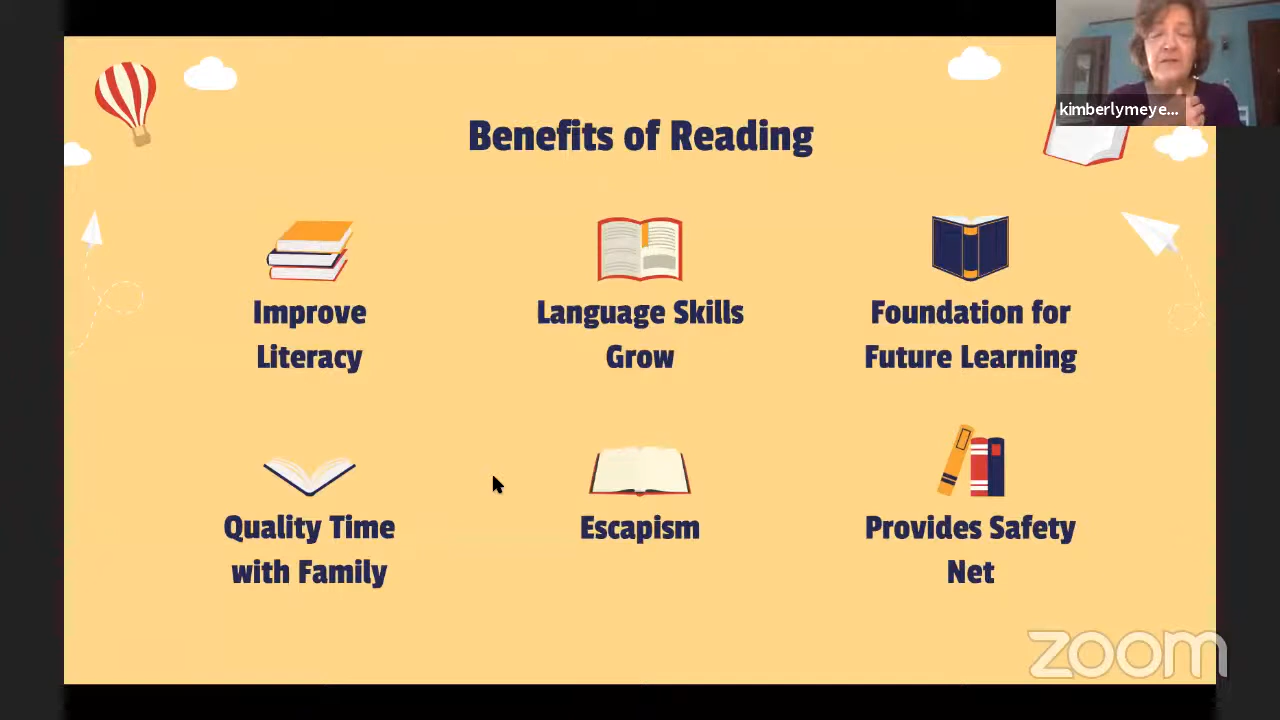 kimberlymeye...
Benefits of Reading
Improve
Literacy
Language Skills
Grow
Foundation for
Future Learning
Quality Time
with Family
Escapism
Provides Safety
Net
zoom